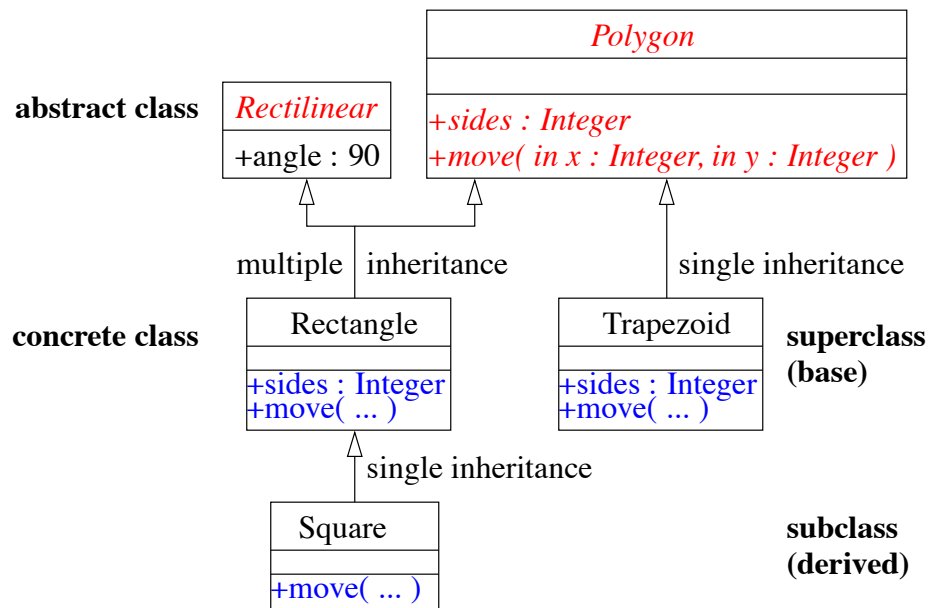 Polygon
abstract class
Rectilinear
+angle : 90
+sides : Integer
+move( in x : Integer, in y : Integer )
multiple inheritance
single inheritance
concrete class
Rectangle
+sides : Integer
+move( ... )
Trapezoid
+sides : Integer
+move( ... )
superclass
(base)
single inheritance
Square
+move( ... )
subclass
(derived)